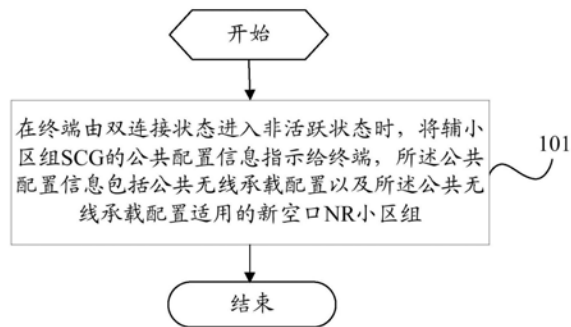 开始
在终端由双连接状态进入非活跃状态时，将辅小
区组SCG的公共配置信息指示给终端，所述公共
配置信息包括公共无线承载配置以及所述公共无
线承载配置适用的新空口NR小区组
101
结束